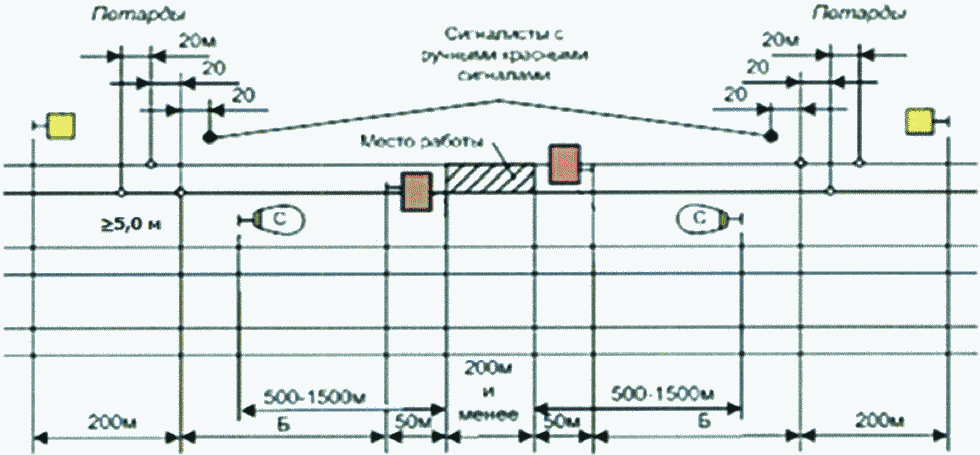 Петарды
Петарды
Сигналисты с
ручными красными
сигналами
20м
20
20
20м
20
20
Место работы
≥5,0 м
С
С
500-1500м
200м
и
менее
500-1500м
200м
Б
50м
50м
Б
200м